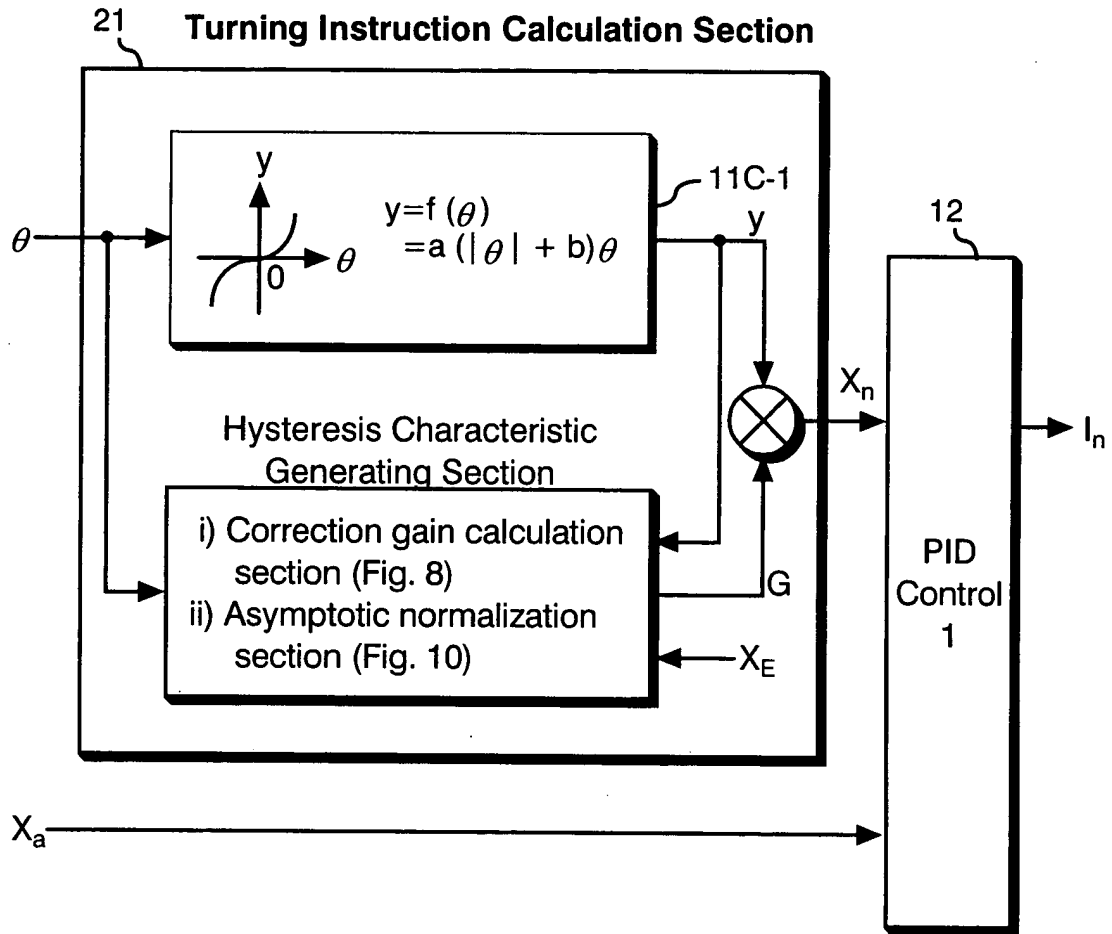 21
Turning Instruction Calculation Section
y
θ
0
y=f (θ)
=a (|θ| + b)θ
11C-1
θ
y
12
Hysteresis Characteristic
Generating Section
i) Correction gain calculation
section (Fig. 8)
ii) Asymptotic normalization
section (Fig. 10)
G
X_E
X_n
PID
Control
1
I_n
X_a